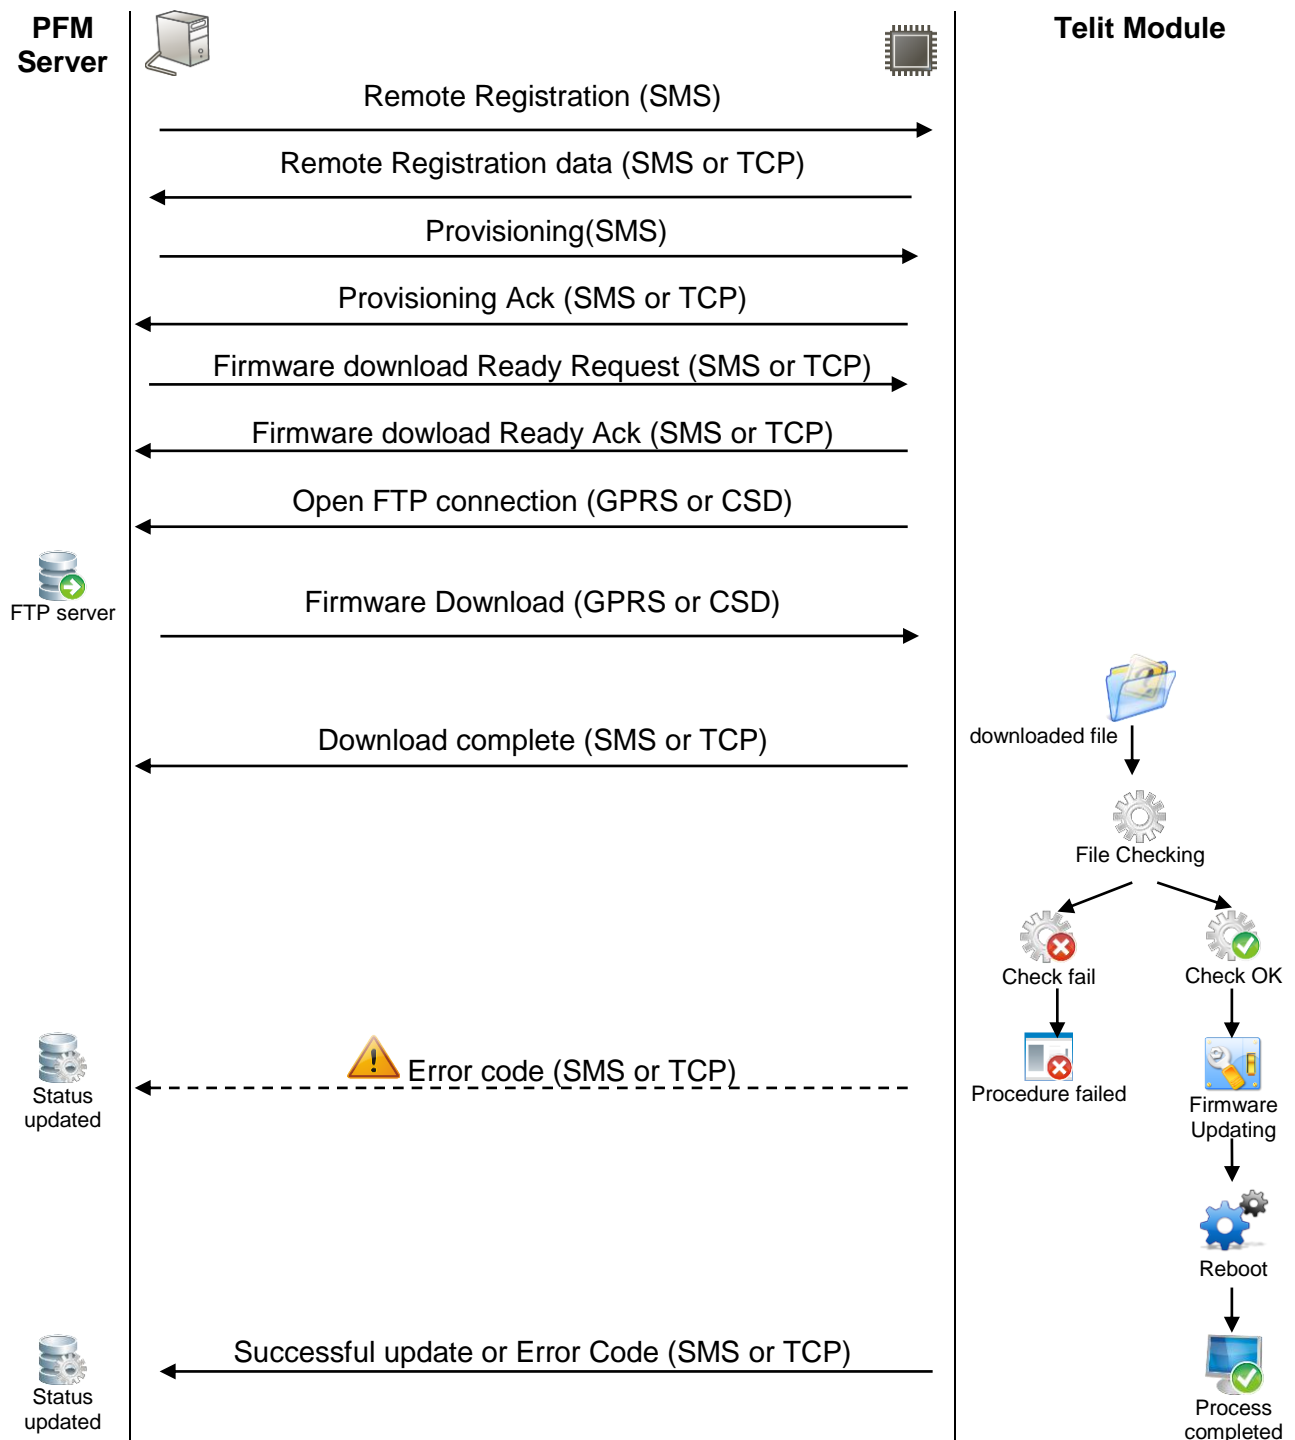 PFM
Server
Telit Module
Remote Registration (SMS)
Remote Registration data (SMS or TCP)
Provisioning(SMS)
Provisioning Ack (SMS or TCP)
Firmware download Ready Request (SMS or TCP)
Firmware dowload Ready Ack (SMS or TCP)
Open FTP connection (GPRS or CSD)
FTP server
Firmware Download (GPRS or CSD)
Download complete (SMS or TCP)
downloaded file
File Checking
Check fail
Check OK
Error code (SMS or TCP)
Status
updated
Procedure failed
Firmware
Updating
Reboot
Successful update or Error Code (SMS or TCP)
Status
updated
Process
completed